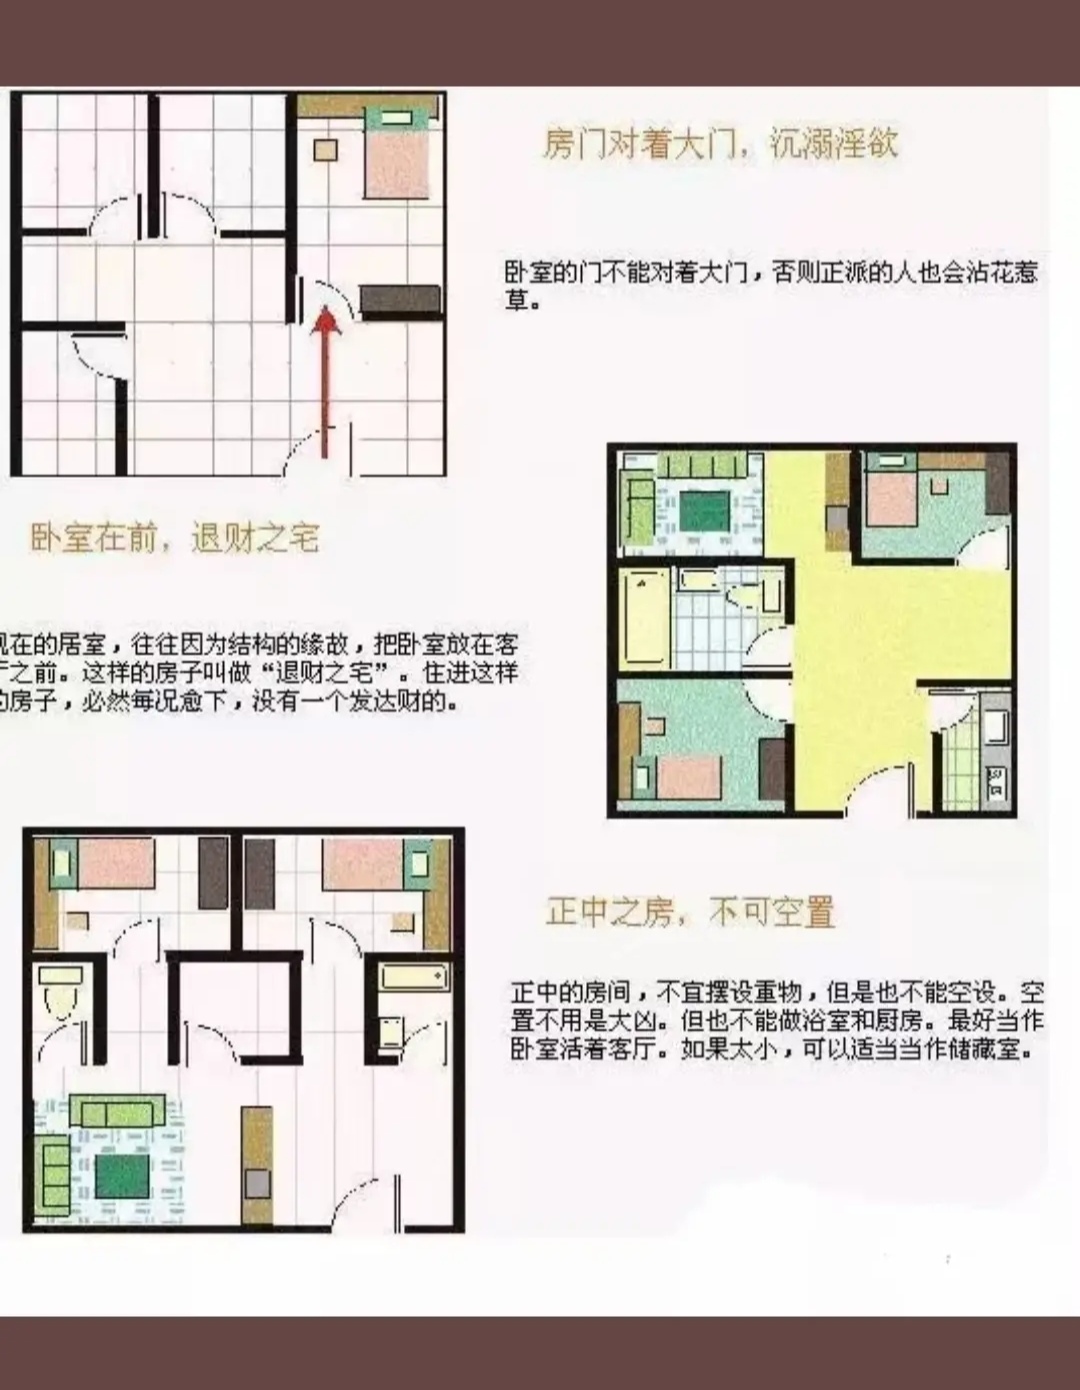 房门对着大门，沉溺淫欲
卧室的门不能对着大门，否则正派的人也会沾花惹
草。
卧室在前，退财之宅
现在的居室，往往因为结构的缘故，把卧室放在客
厅之前。这样的房子叫做“退财之宅”。住进这样
的房子，必然每况愈下，没有一个发达财的。
正中之房，不可空置
正中的房间，不宜摆设重物，但是也不能空设。空
置不用是大凶。但也不能做浴室和厨房。最好当作
卧室活着客厅。如果太小，可以适当当作储藏室。